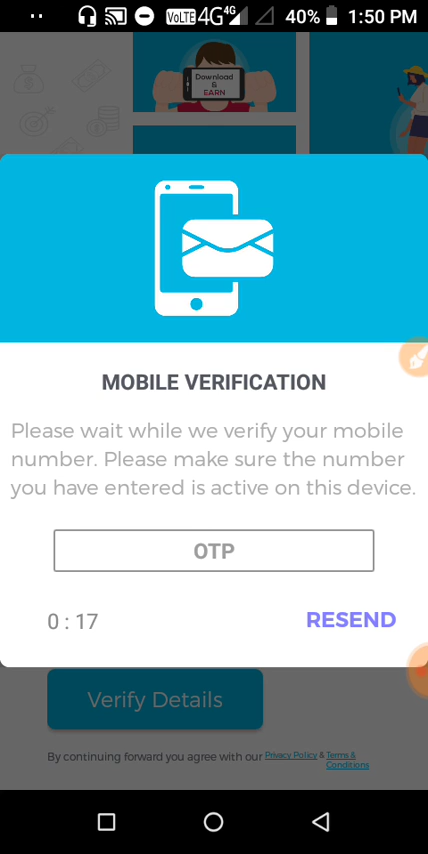 VoLTE 4G 4G 40% 1:50 PM
Download
&
EARN
MOBILE VERIFICATION
Please wait while we verify your mobile
number. Please make sure the number
you have entered is active on this device.
OTP
0 : 17 RESEND
Verify Details
By continuing forward you agree with our Privacy Policy & Terms &
Conditions